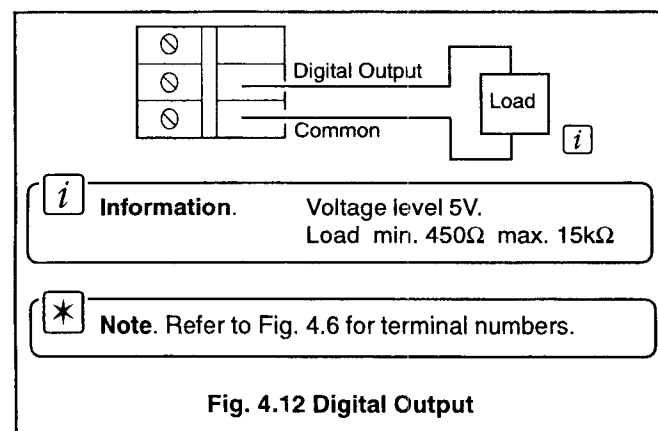 Digital Output
Load
Common
i
i
Information. Voltage level 5V.
Load min. 450Ω max. 15kΩ
Note. Refer to Fig. 4.6 for terminal numbers.
Fig. 4.12 Digital Output